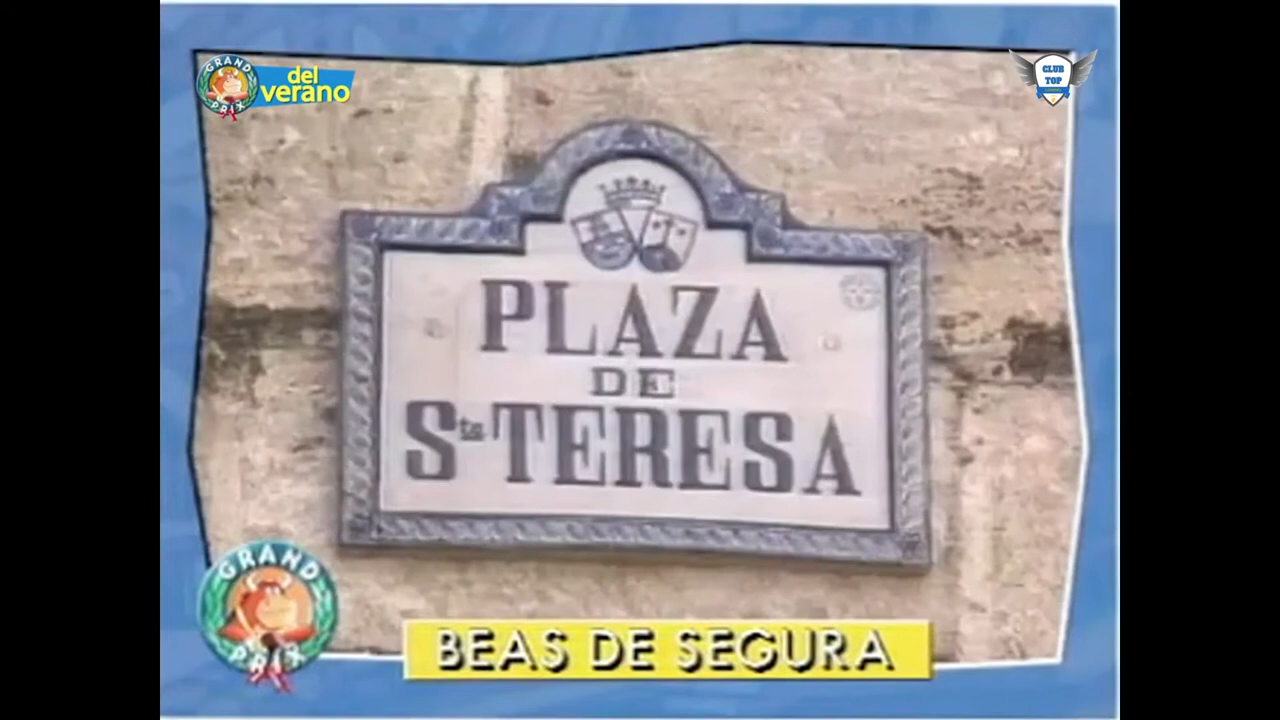 GRAND
PRIX
del
verano
CLUB
TOP
PLAZA
DE
Sta TERESA
GRAND
PRIX
BEAS DE SEGURA